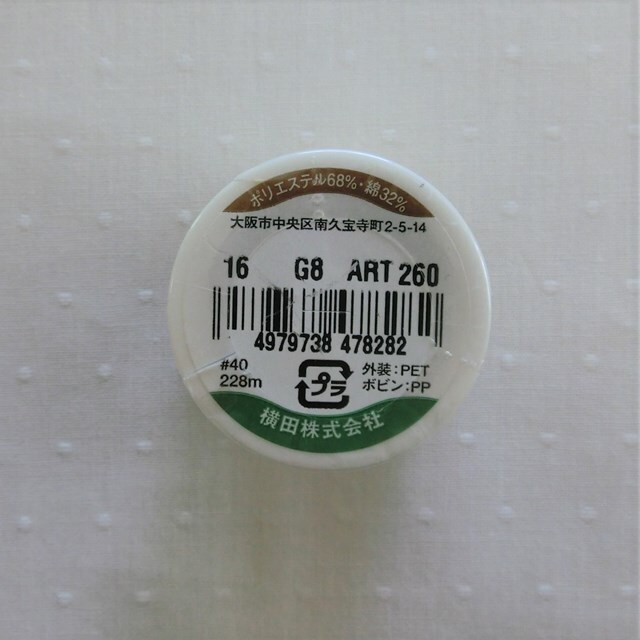 ポリエステル68%・綿32%
大阪市中央区南久宝寺町2-5-14
16 G8 ART 260
4979738 478282
#40 外装:PET
228m プラ ボビン:PP
横田株式会社